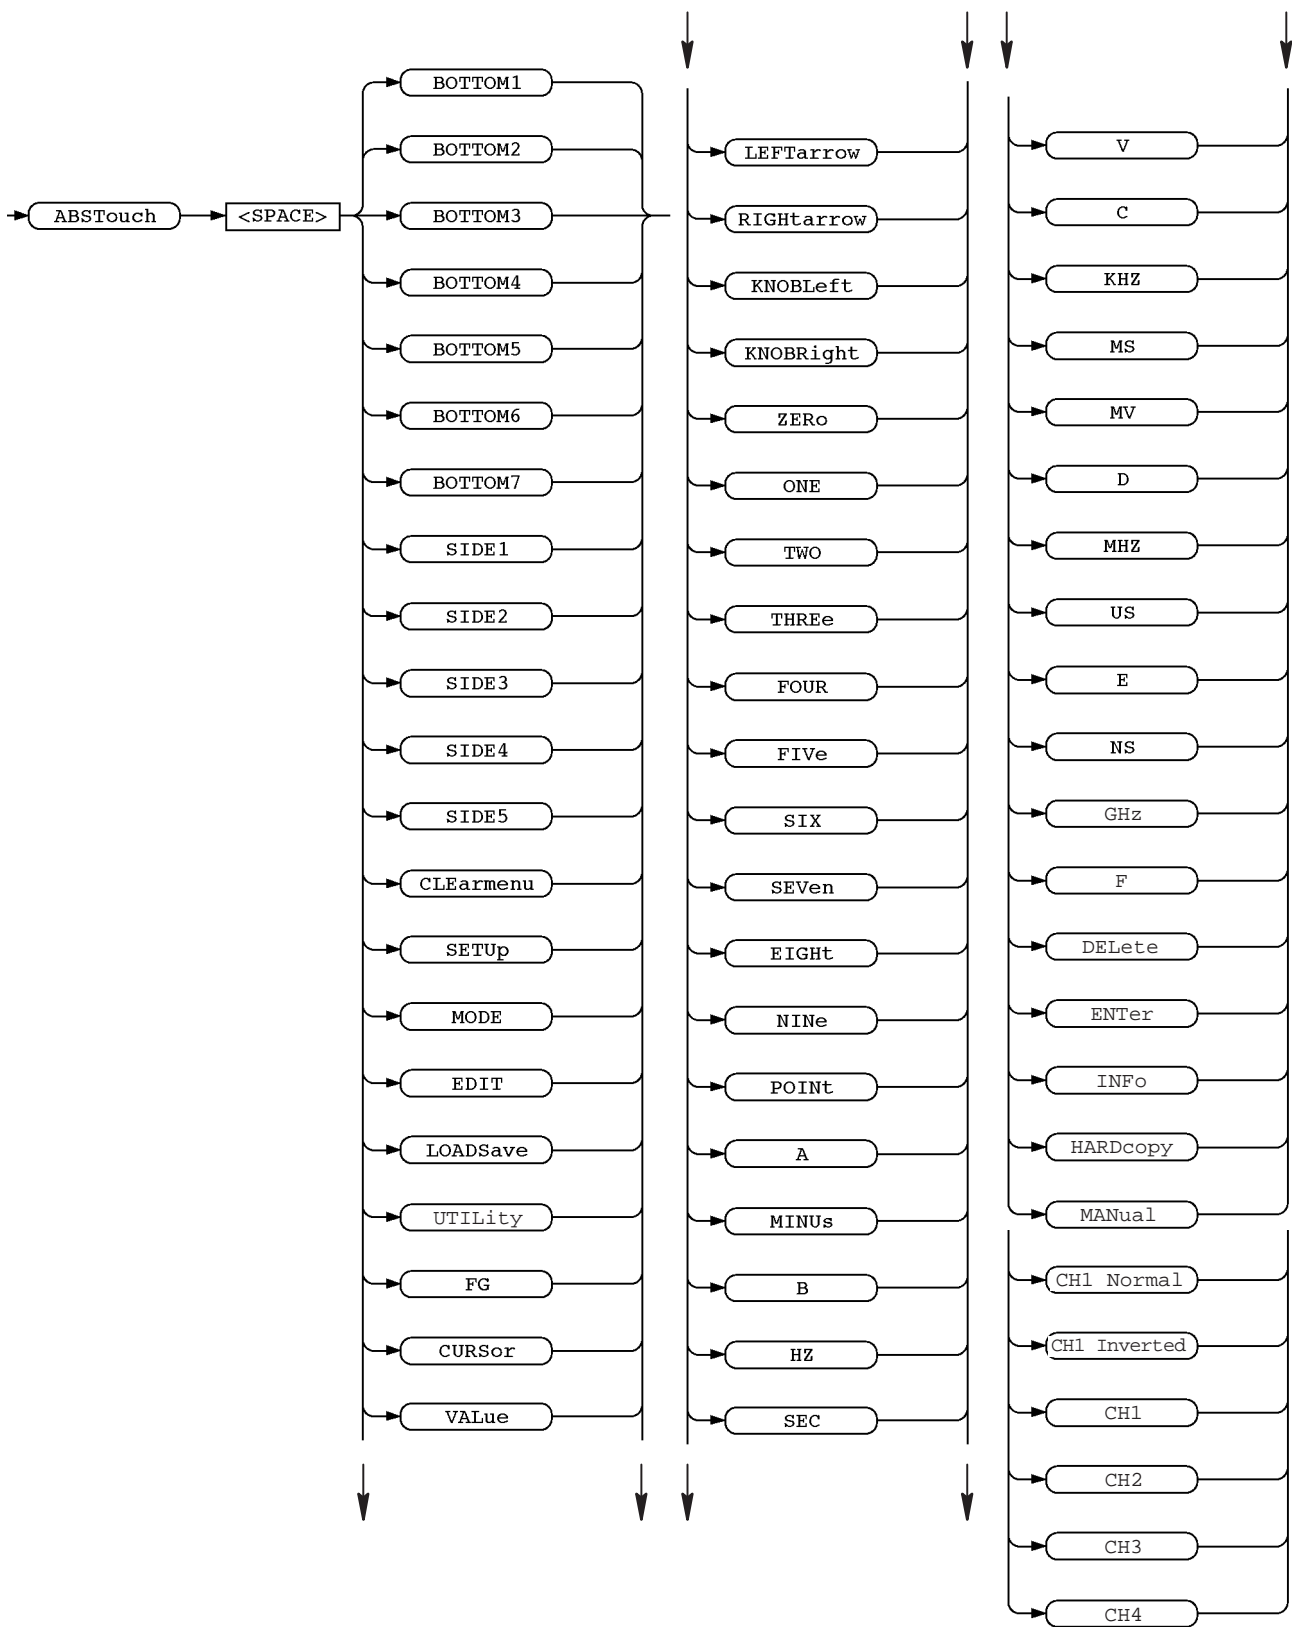 ABSTouch
<SPACE>
BOTTOM1
BOTTOM2
BOTTOM3
BOTTOM4
BOTTOM5
BOTTOM6
BOTTOM7
SIDE1
SIDE2
SIDE3
SIDE4
SIDE5
CLEarmenu
SETUp
MODE
EDIT
LOADSave
UTILity
FG
CURSor
VALue
LEFTarrow
RIGHtarrow
KNOBLeft
KNOBRight
ZERo
ONE
TWO
THREe
FOUR
FIVe
SIX
SEVen
EIGHt
NINe
POINt
A
MINUs
B
HZ
SEC
V
C
KHZ
MS
MV
D
MHZ
US
E
NS
GHz
F
DELete
ENTer
INFo
HARDcopy
MANual
CH1 Normal
CH1 Inverted
CH1
CH2
CH3
CH4